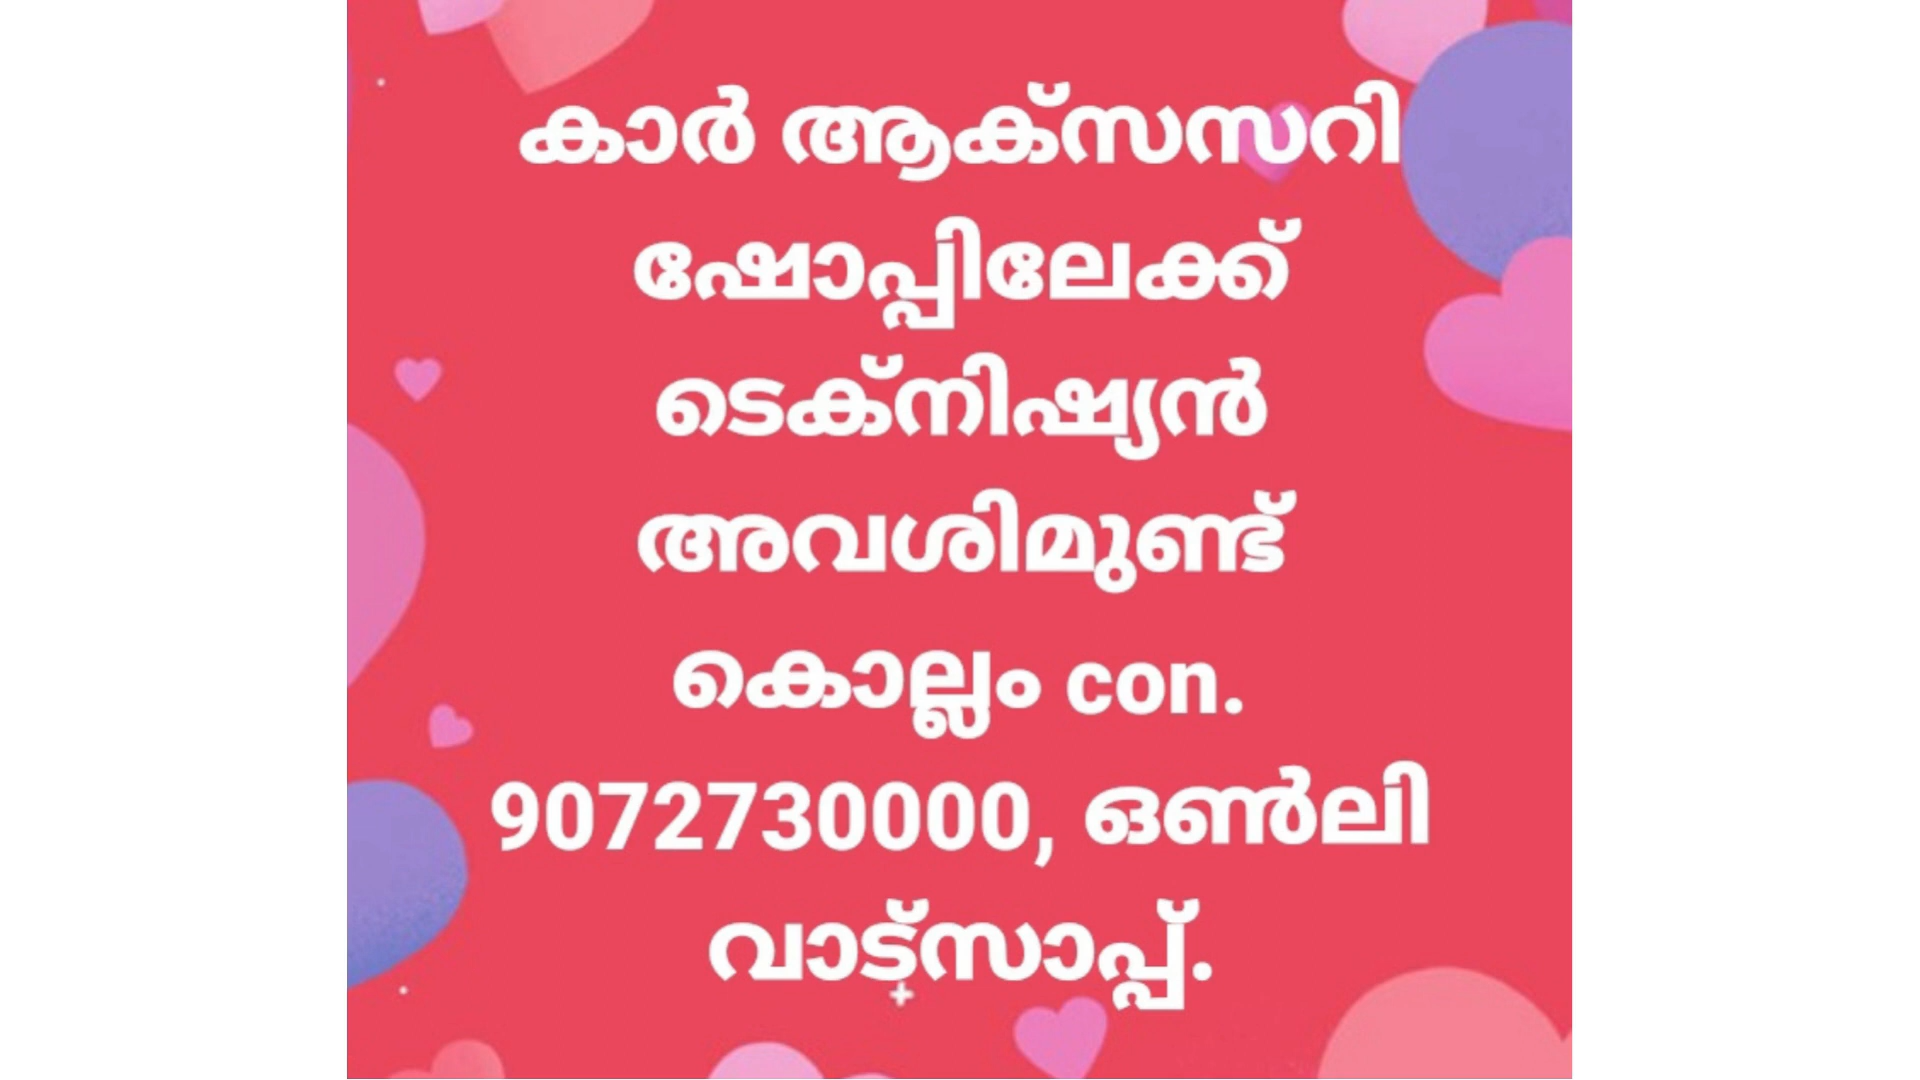 കാർ ആക്സസറി
ഷോപ്പിലേക്ക്
ടെക്നിഷ്യൻ
അവശിമുണ്ട്
കൊല്ലം con.
9072730000, ഒൺലി
വാട്സാപ്പ്.